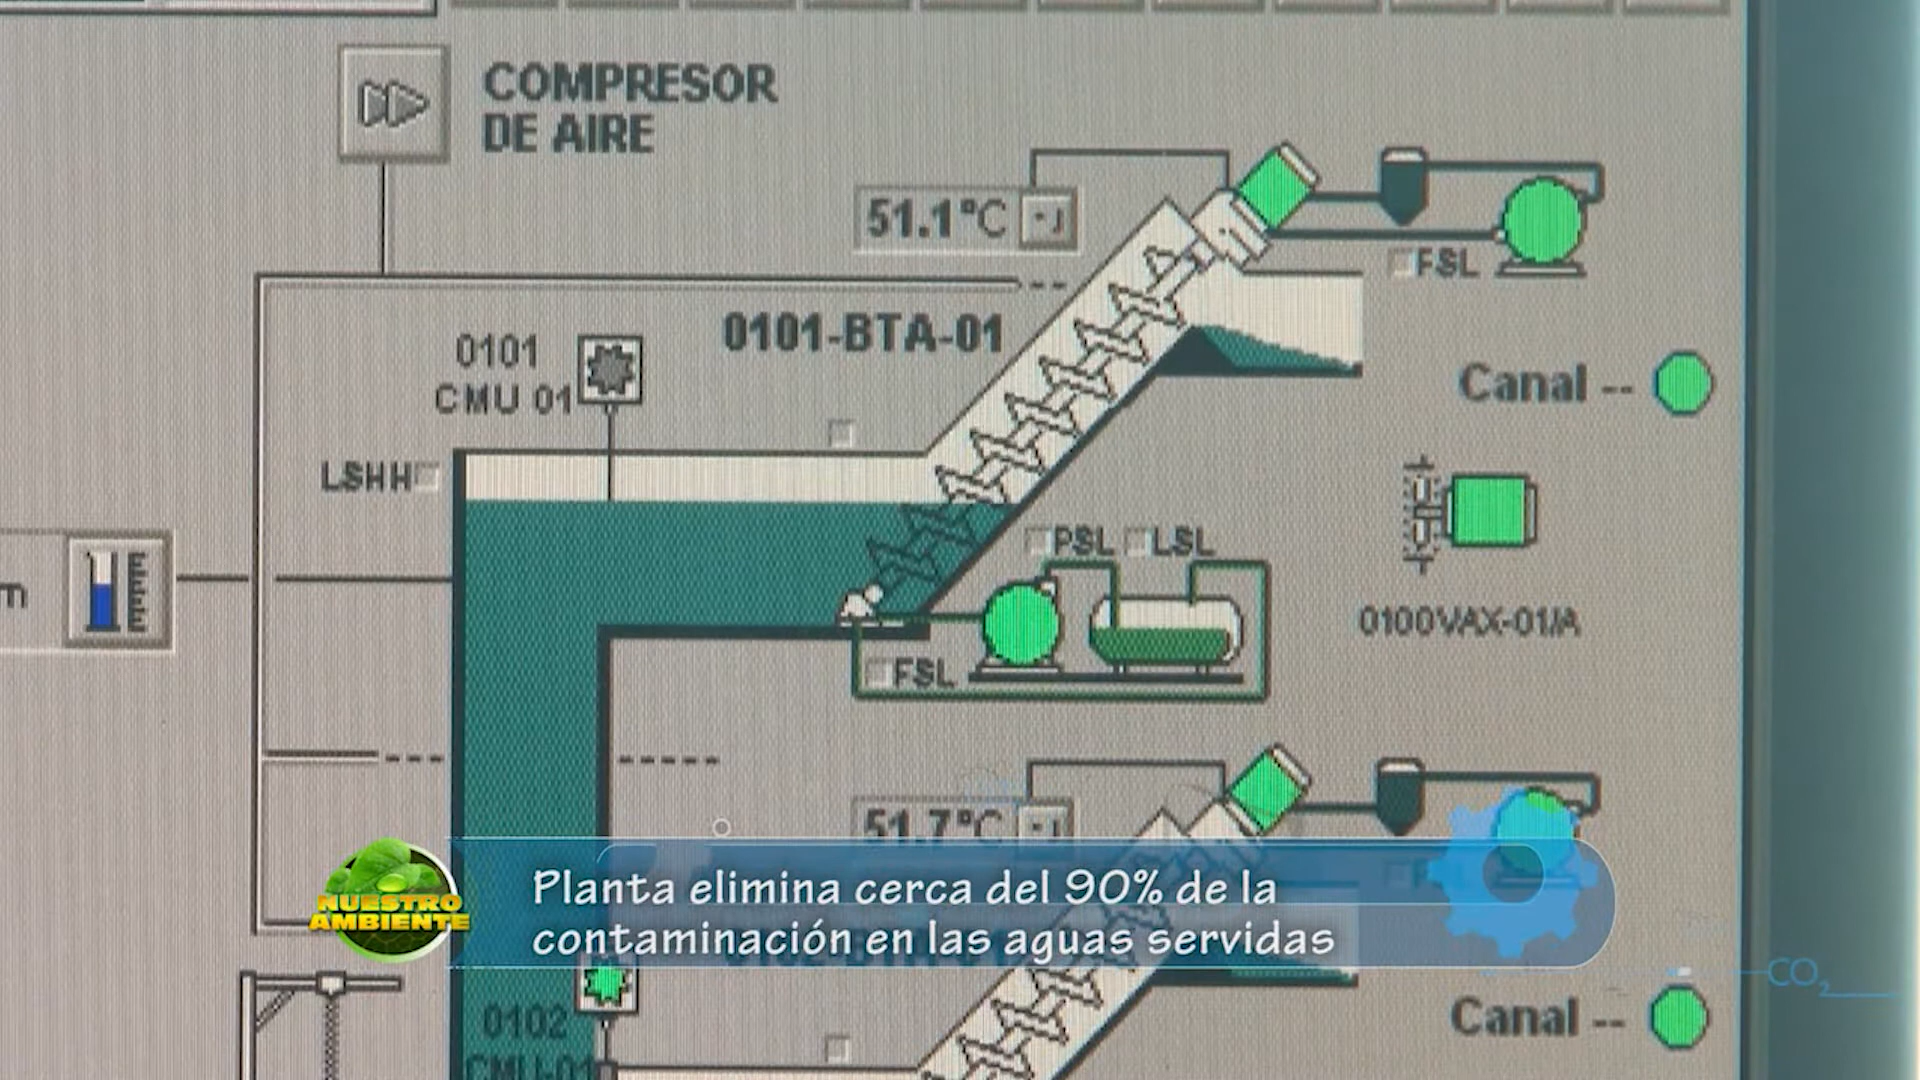 COMPRESOR
DE AIRE
51.1°C
FSL
0101-BTA-01
0101
CMU 01
Canal --
LSHH
PSL LSL
m
0100VAX-01/A
FSL
51.7°C
NUESTRO
AMBIENTE
Planta elimina cerca del 90% de la
contaminación en las aguas servidas
CO2
0102
CMU-01
Canal --